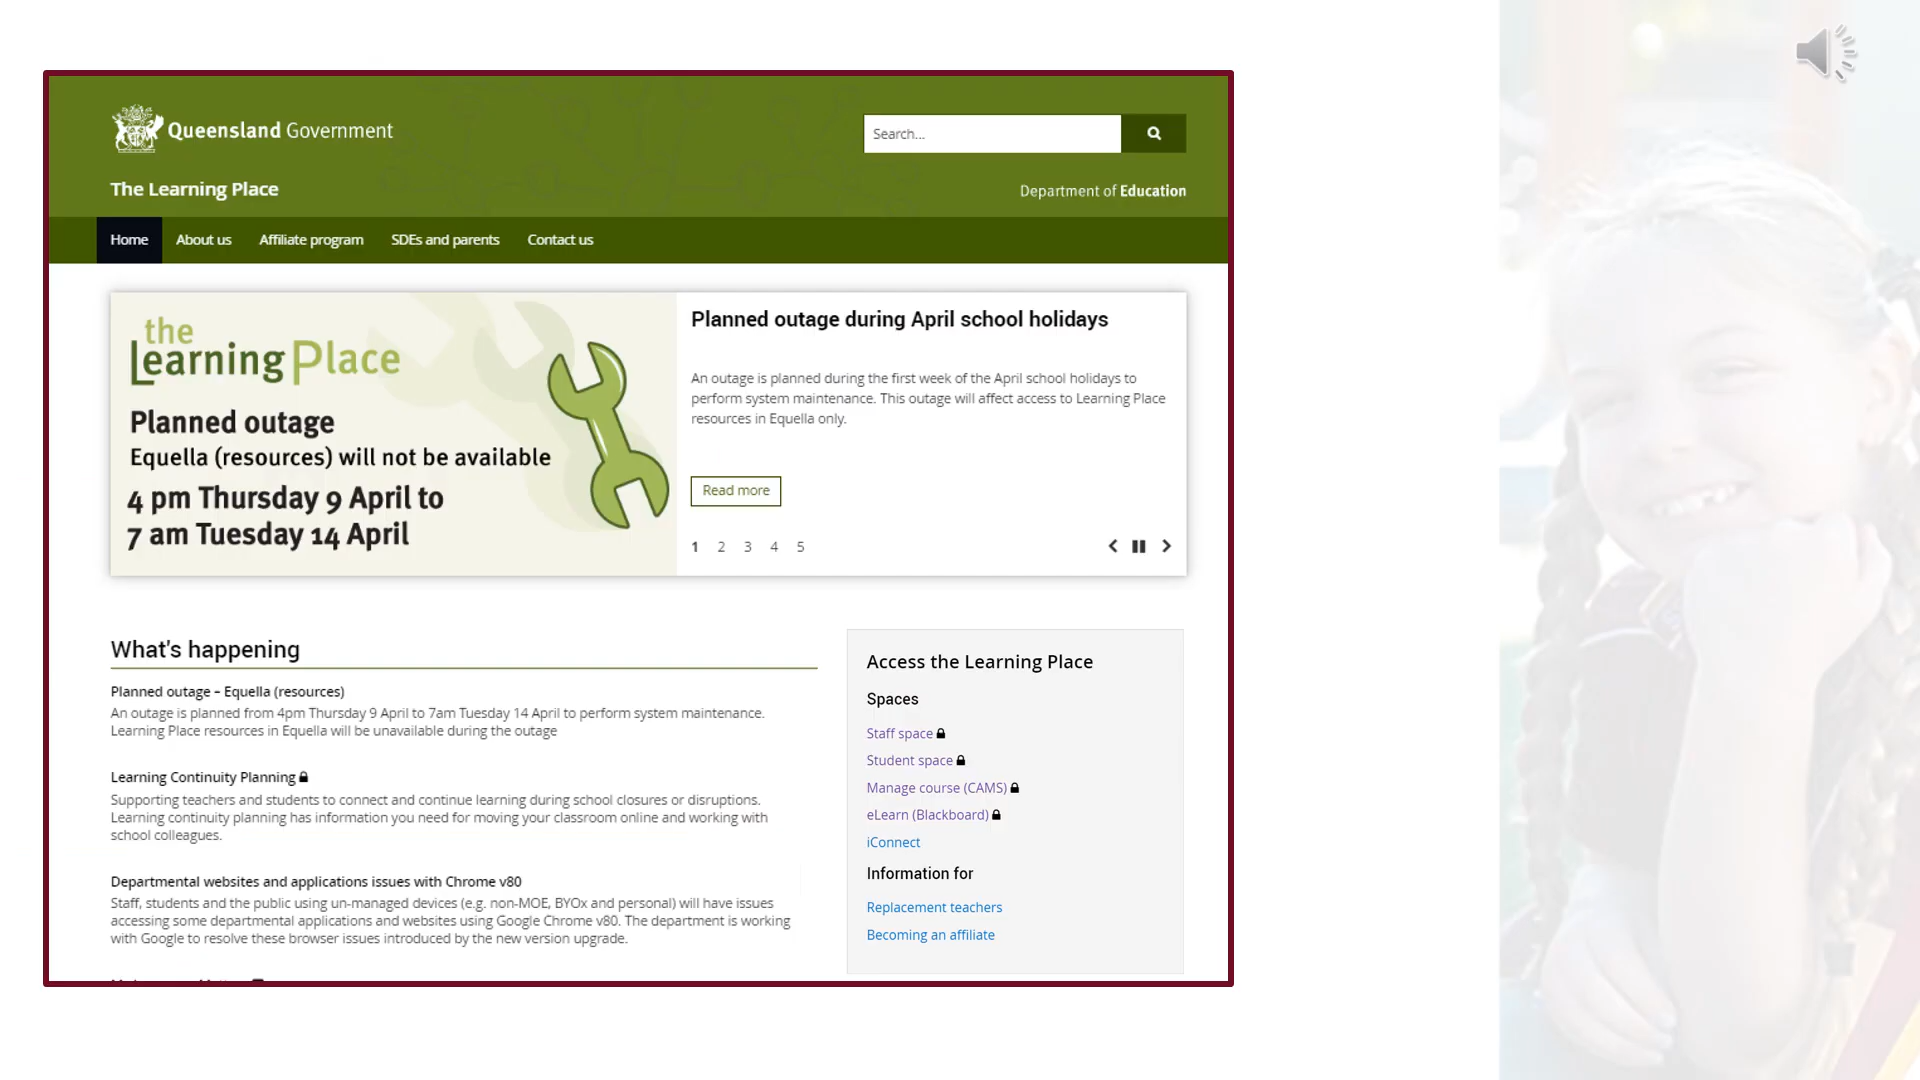 Queensland Government
Search...
The Learning Place
Department of Education
Home About us Affiliate program SDEs and parents Contact us
the
Learning Place
Planned outage
Equella (resources) will not be available
4 pm Thursday 9 April to
7 am Tuesday 14 April
Planned outage during April school holidays
An outage is planned during the first week of the April school holidays to
perform system maintenance. This outage will affect access to Learning Place
resources in Equella only.
Read more
1 2 3 4 5
What's happening
Planned outage – Equella (resources)
An outage is planned from 4pm Thursday 9 April to 7am Tuesday 14 April to perform system maintenance.
Learning Place resources in Equella will be unavailable during the outage
Learning Continuity Planning
Supporting teachers and students to connect and continue learning during school closures or disruptions.
Learning continuity planning has information you need for moving your classroom online and working with
school colleagues.
Departmental websites and applications issues with Chrome v80
Staff, students and the public using un-managed devices (e.g. non-MOE, BYOx and personal) will have issues
accessing some departmental applications and websites using Google Chrome v80. The department is working
with Google to resolve these browser issues introduced by the new version upgrade.
Access the Learning Place
Spaces
Staff space
Student space
Manage course (CAMS)
eLearn (Blackboard)
iConnect
Information for
Replacement teachers
Becoming an affiliate